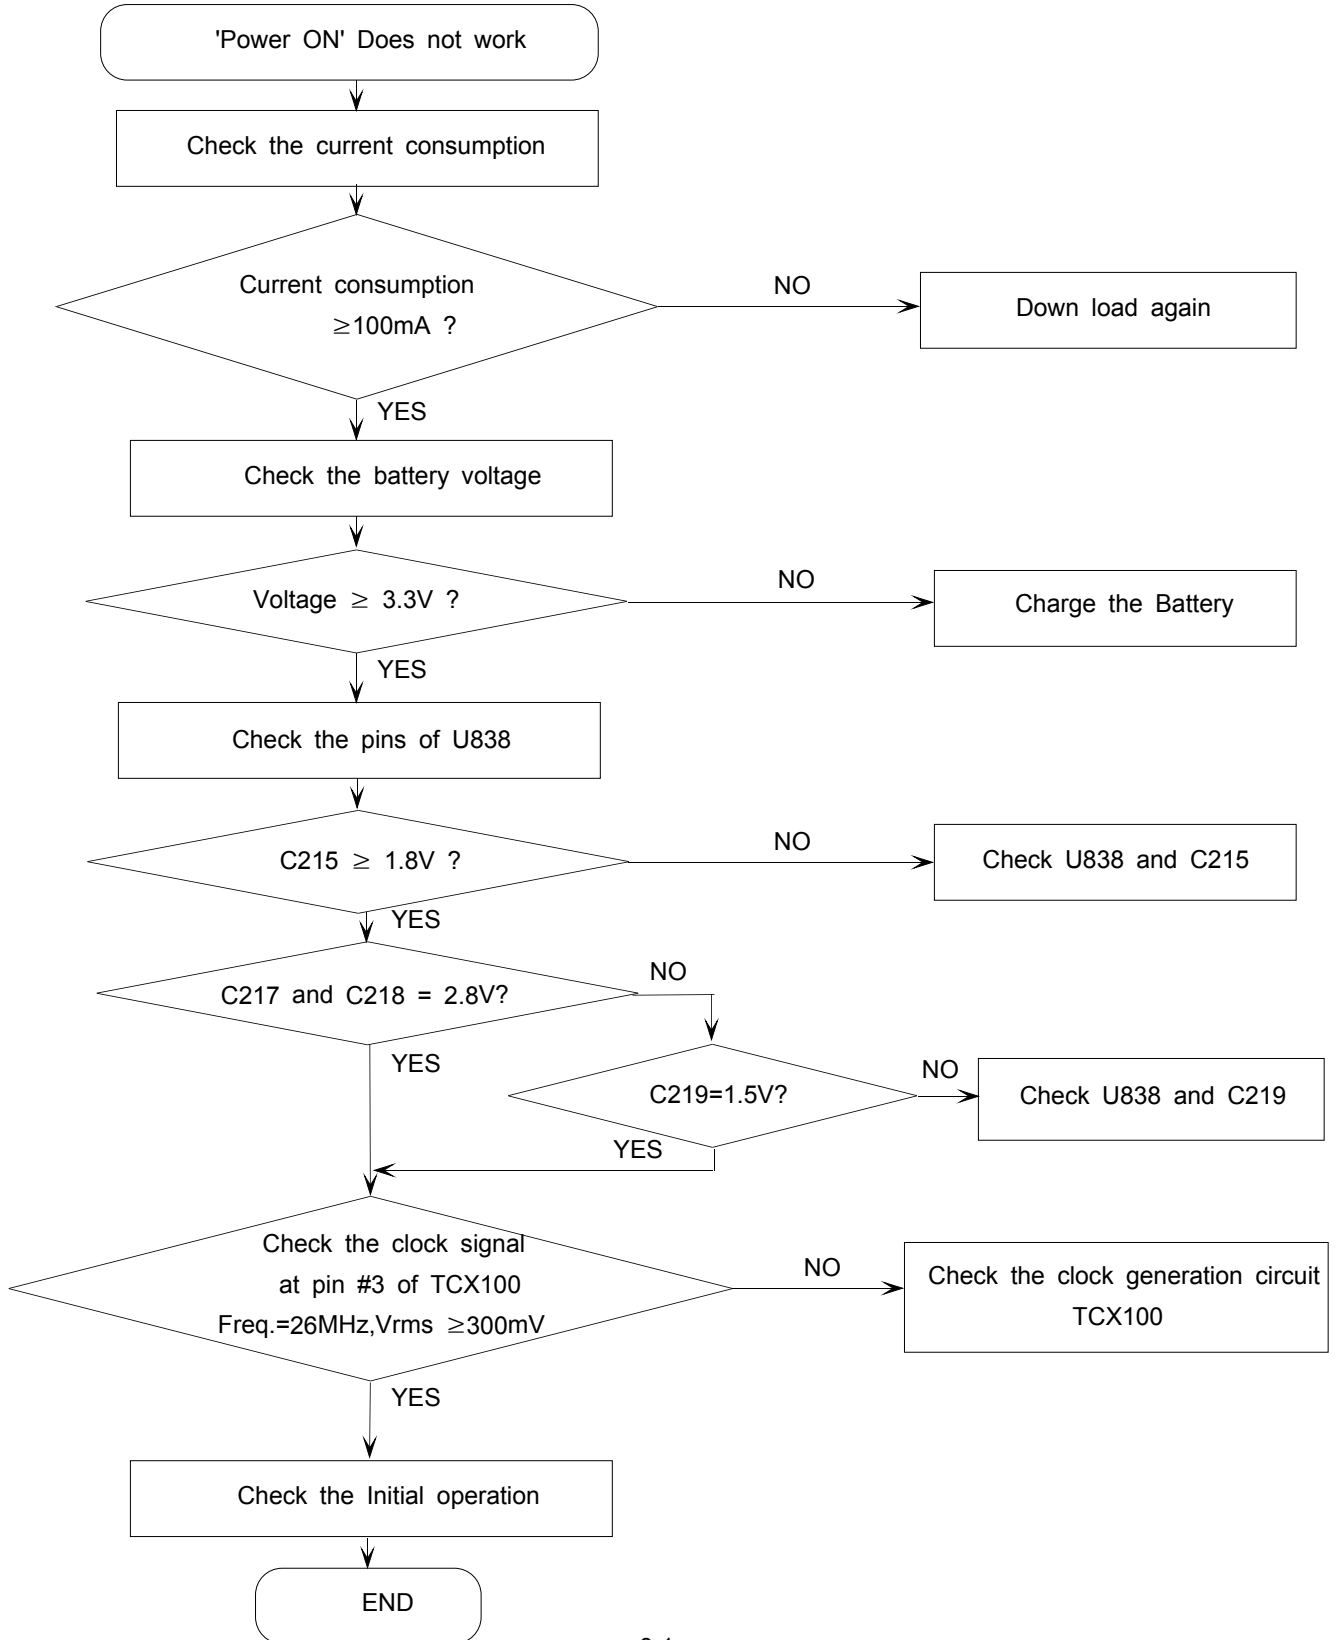 'Power ON' Does not work
Check the current consumption
Current consumption
≥100mA ?
NO
Down load again
YES
Check the battery voltage
Voltage ≥ 3.3V ?
NO
Charge the Battery
YES
Check the pins of U838
C215 ≥ 1.8V ?
NO
Check U838 and C215
YES
C217 and C218 = 2.8V?
NO
YES
C219=1.5V?
NO
Check U838 and C219
YES
Check the clock signal
at pin #3 of TCX100
Freq.=26MHz,Vrms ≥300mV
NO
Check the clock generation circuit
TCX100
YES
Check the Initial operation
END